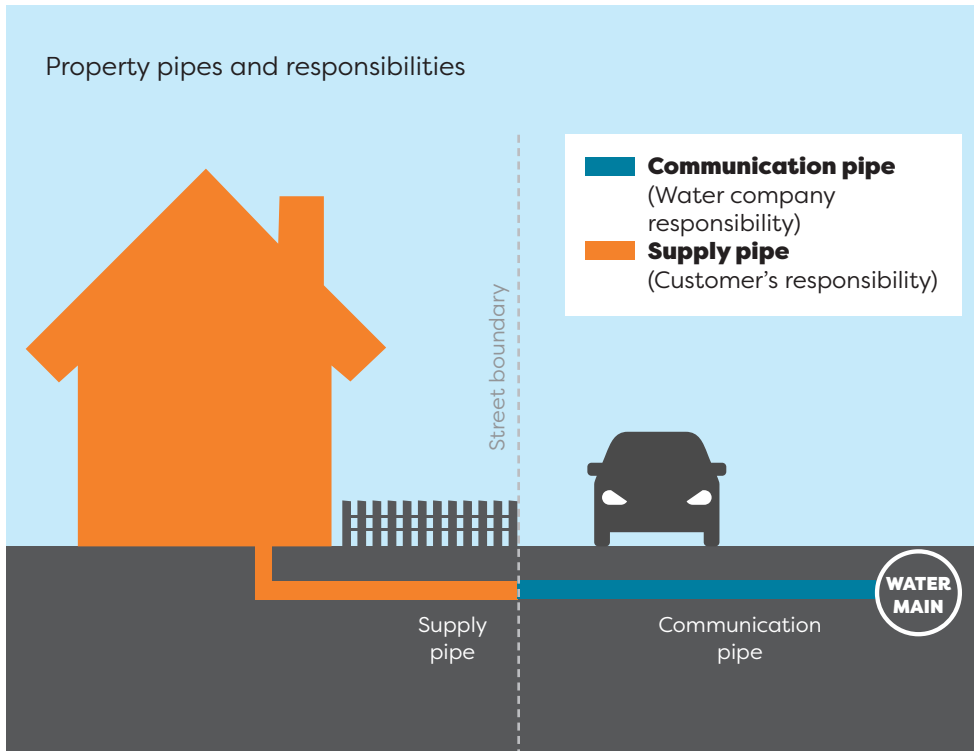 Property pipes and responsibilities
Communication pipe
(Water company
responsibility)
Supply pipe
(Customer’s responsibility)
Street boundary
WATER
MAIN
Supply
pipe
Communication
pipe